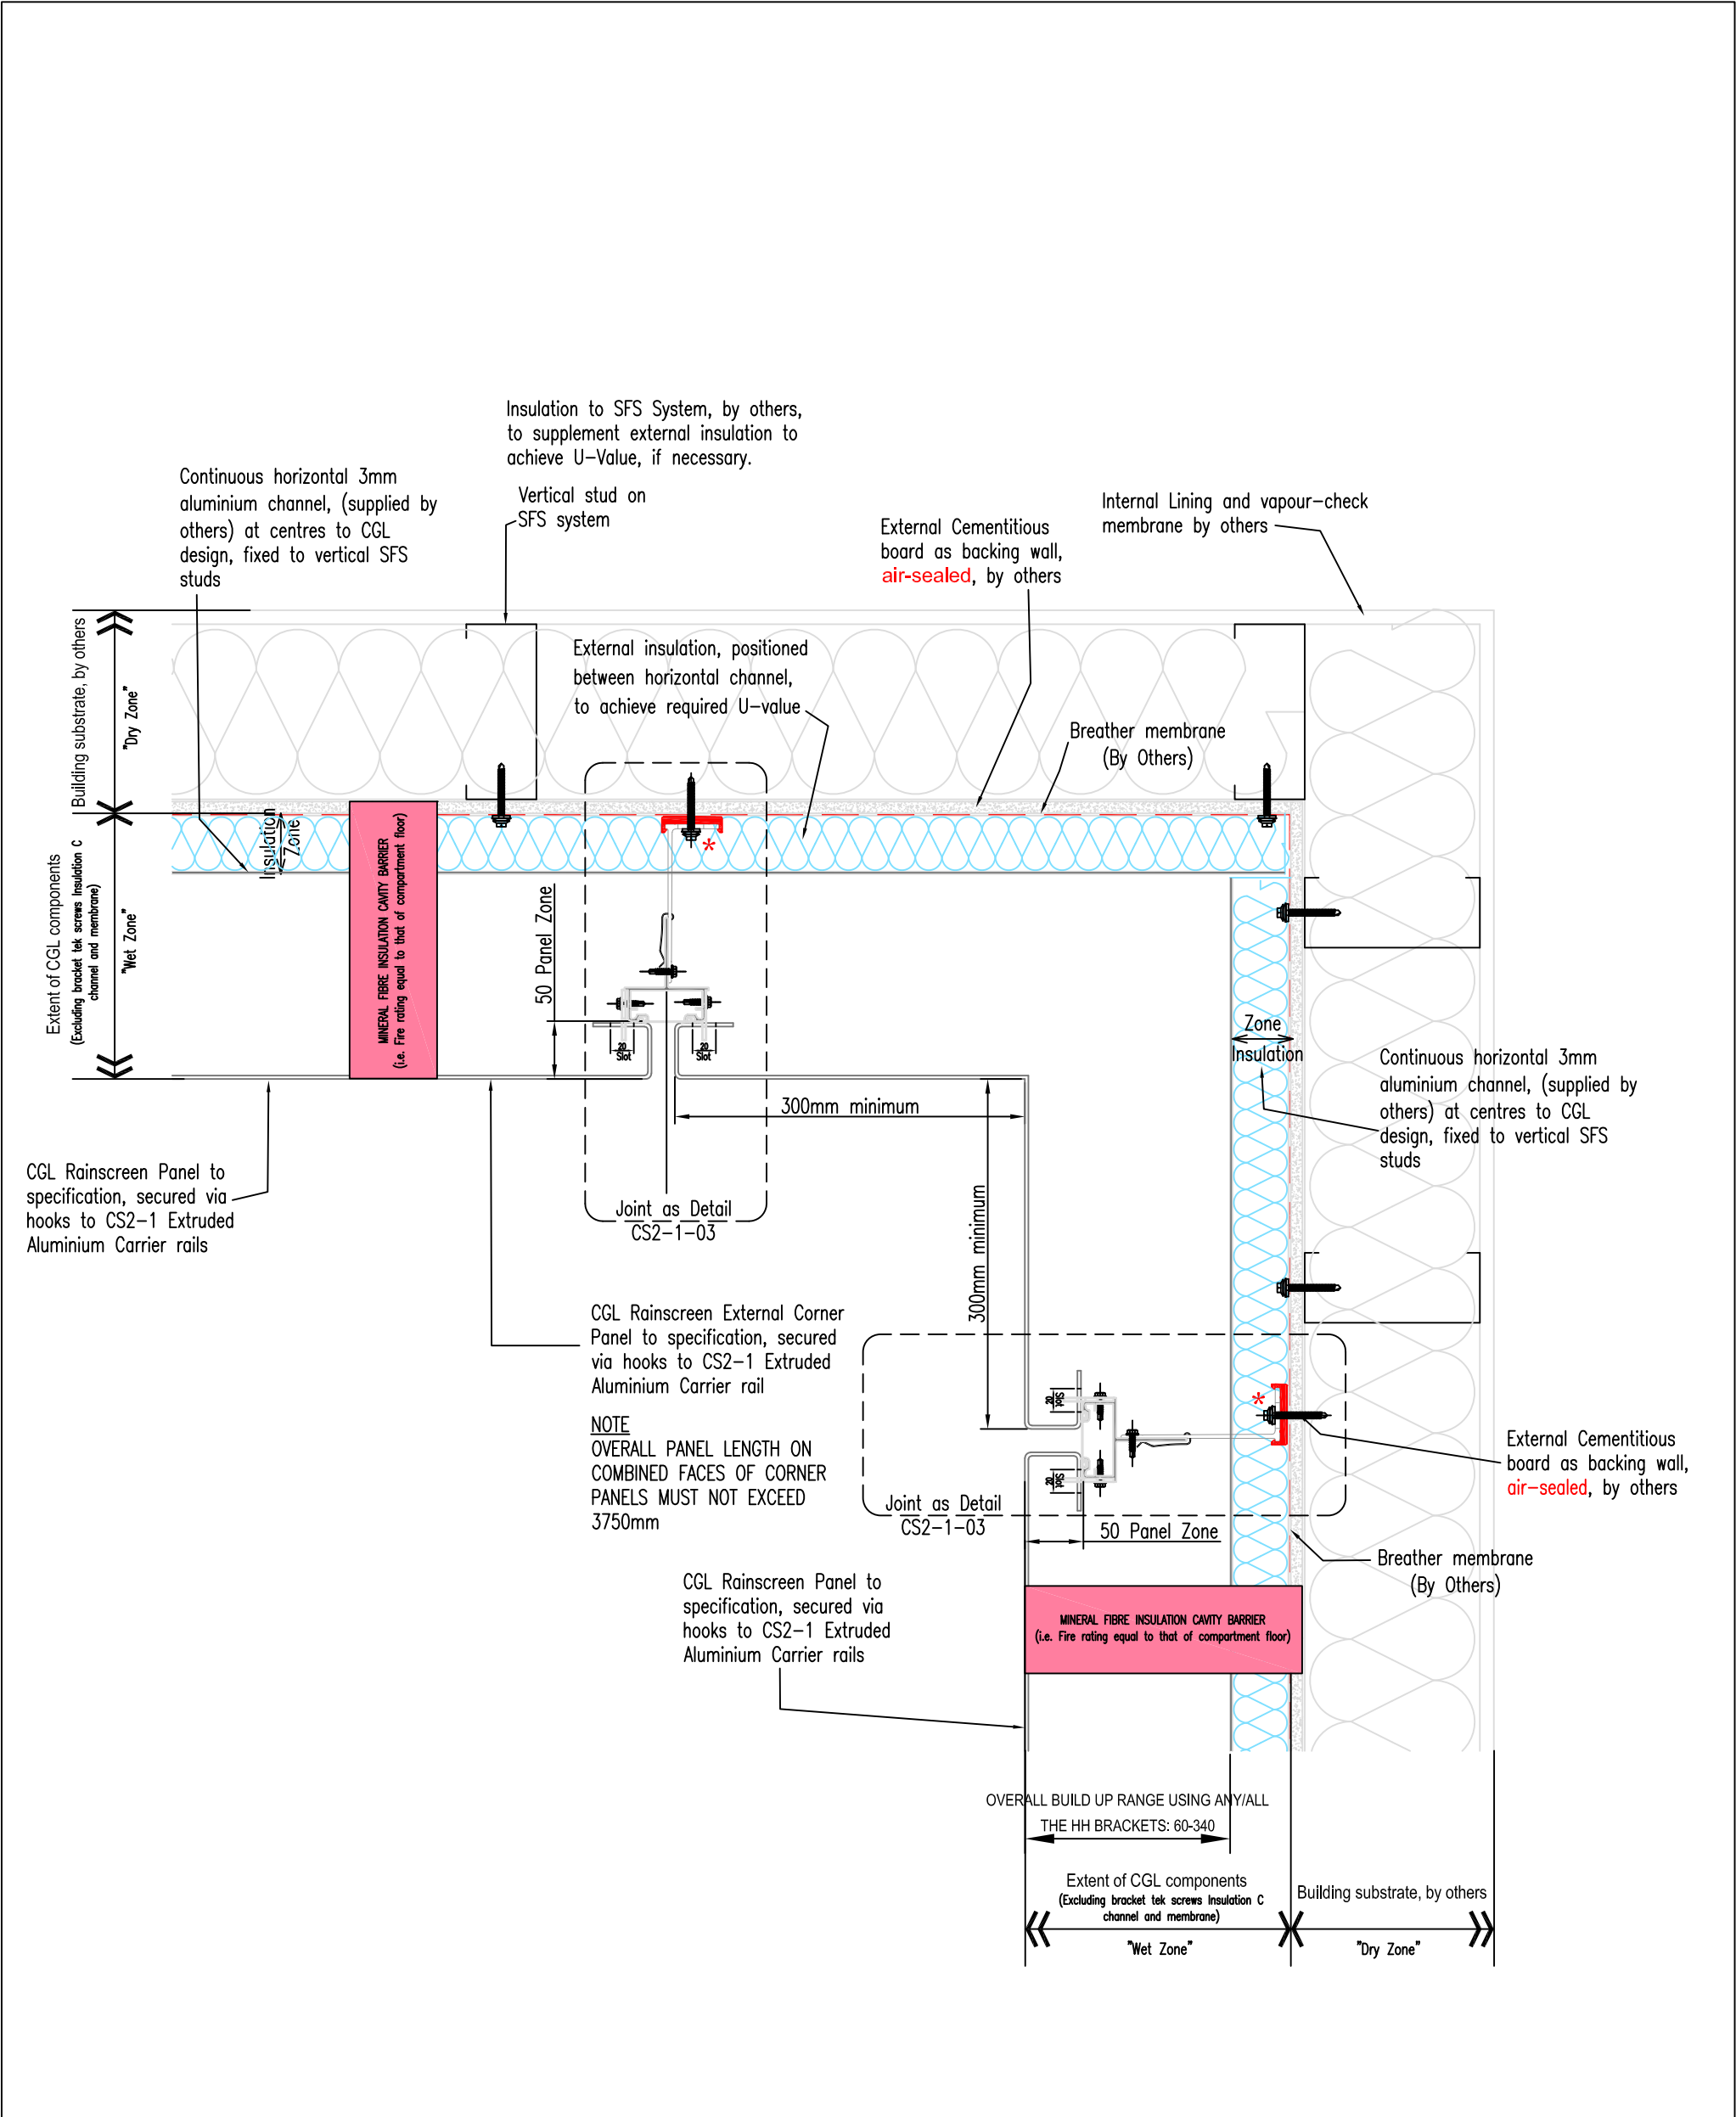 Insulation to SFS System, by others,
to supplement external insulation to
achieve U-Value, if necessary.
Continuous horizontal 3mm
aluminium channel, (supplied by
others) at centres to CGL
design, fixed to vertical SFS
studs
Vertical stud on
SFS system
External Cementitious
board as backing wall,
air-sealed, by others
Internal Lining and vapour-check
membrane by others
External insulation, positioned
between horizontal channel,
to achieve required U-value
Breather membrane
(By Others)
Building substrate, by others
"Dry Zone"
Extent of CGL components
(Excluding bracket tek screws Insulation C
channel and membrane)
"Wet Zone"
Insulation
Zone
MINERAL FIBRE INSULATION CAVITY BARRIER
(i.e. Fire rating equal to that of compartment floor)
*
50 Panel Zone
20
Slot
20
Slot
300mm minimum
Joint as Detail
CS2-1-03
CGL Rainscreen Panel to
specification, secured via
hooks to CS2-1 Extruded
Aluminium Carrier rails
Zone
Insulation
Continuous horizontal 3mm
aluminium channel, (supplied by
others) at centres to CGL
design, fixed to vertical SFS
studs
300mm minimum
CGL Rainscreen External Corner
Panel to specification, secured
via hooks to CS2-1 Extruded
Aluminium Carrier rail
NOTE
OVERALL PANEL LENGTH ON
COMBINED FACES OF CORNER
PANELS MUST NOT EXCEED
3750mm
20
Slot
20
Slot
*
Joint as Detail
CS2-1-03
50 Panel Zone
External Cementitious
board as backing wall,
air-sealed, by others
Breather membrane
(By Others)
CGL Rainscreen Panel to
specification, secured via
hooks to CS2-1 Extruded
Aluminium Carrier rails
MINERAL FIBRE INSULATION CAVITY BARRIER
(i.e. Fire rating equal to that of compartment floor)
OVERALL BUILD UP RANGE USING ANY/ALL
THE HH BRACKETS: 60-340
Extent of CGL components
(Excluding bracket tek screws Insulation C
channel and membrane)
"Wet Zone"
Building substrate, by others
"Dry Zone"